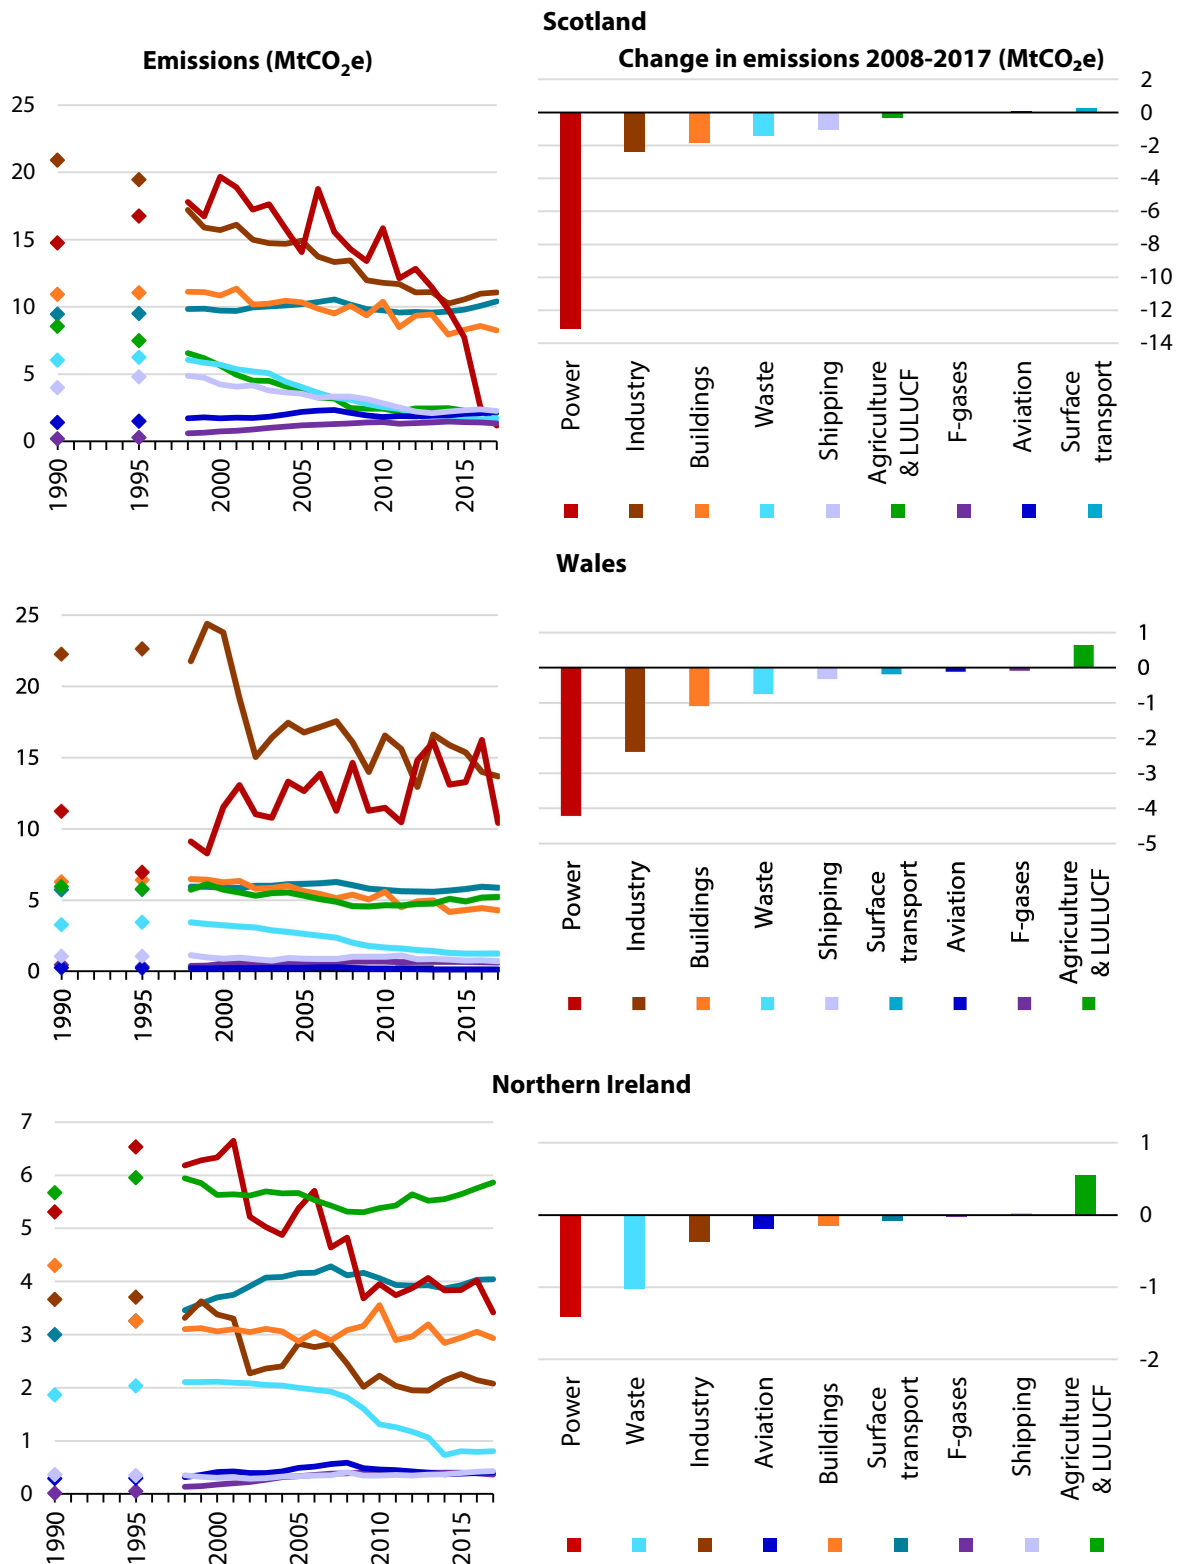 Scotland
Emissions (MtCO₂e)
Change in emissions 2008-2017 (MtCO₂e)
25
20
15
10
5
0
1990
1995
2000
2005
2010
2015
2
0
-2
-4
-6
-8
-10
-12
-14
Power
Industry
Buildings
Waste
Shipping
Agriculture
& LULUCF
F-gases
Aviation
Surface
transport
Wales
25
20
15
10
5
0
1990
1995
2000
2005
2010
2015
1
0
-1
-2
-3
-4
-5
Power
Industry
Buildings
Waste
Shipping
Surface
transport
Aviation
F-gases
Agriculture
& LULUCF
Northern Ireland
7
6
5
4
3
2
1
0
1990
1995
2000
2005
2010
2015
1
0
-1
-2
Power
Waste
Industry
Aviation
Buildings
Surface
transport
F-gases
Shipping
Agriculture
& LULUCF